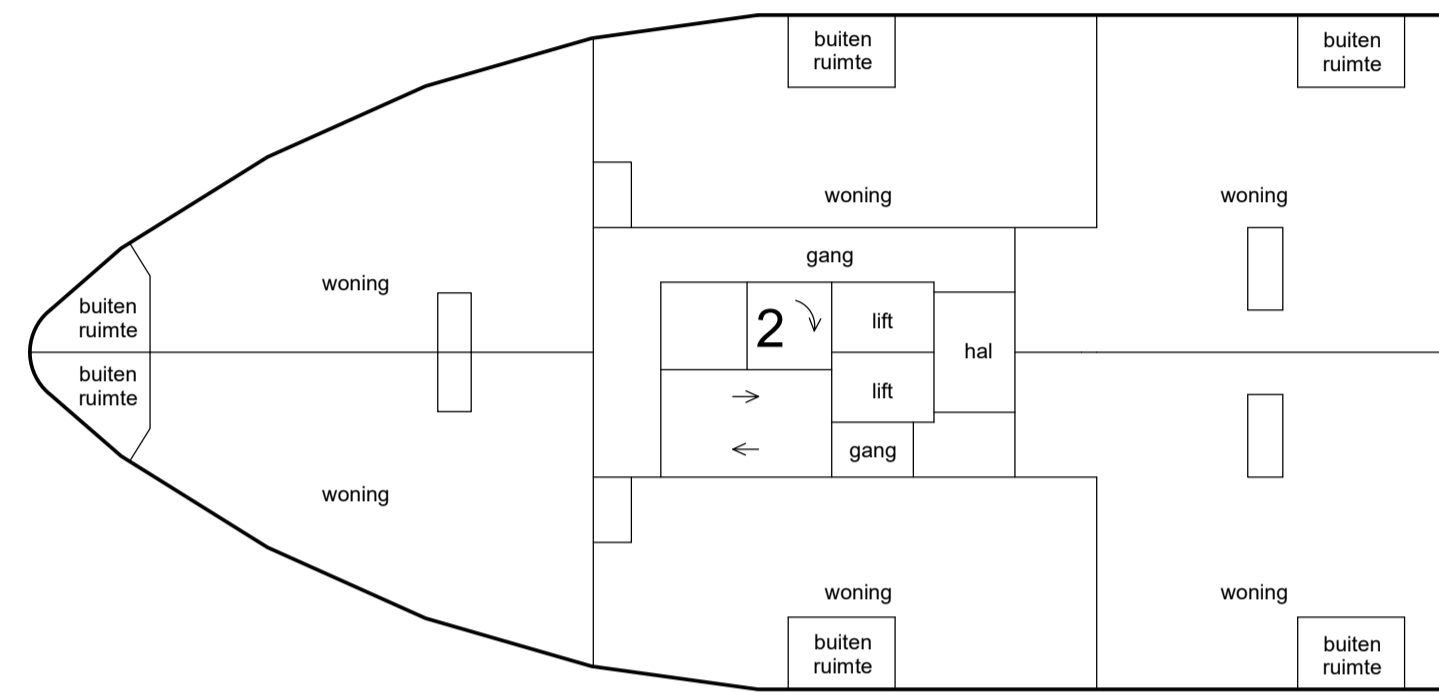 buiten
ruimte
buiten
ruimte
woning
woning
gang
woning
buiten
ruimte
2
lift
hal
lift
buiten
ruimte
gang
woning
woning
woning
buiten
ruimte
buiten
ruimte